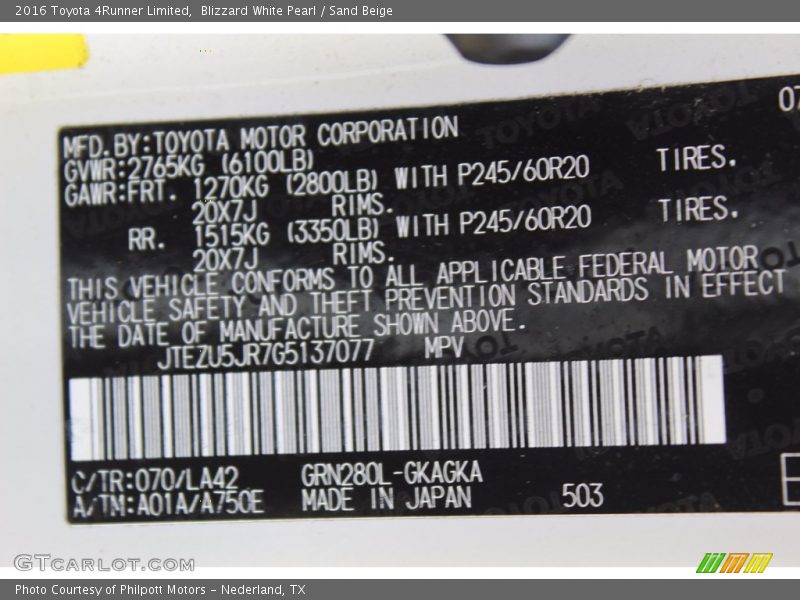 2016 Toyota 4Runner Limited,  Blizzard White Pearl / Sand Beige
07
MFD.BY:TOYOTA MOTOR CORPORATION
GVWR:2765KG (6100LB)
GAWR:FRT. 1270KG (2800LB) WITH P245/60R20 TIRES.
20X7J RIMS.
RR. 1515KG (3350LB) WITH P245/60R20 TIRES.
20X7J RIMS.
THIS VEHICLE CONFORMS TO ALL APPLICABLE FEDERAL MOTOR
VEHICLE SAFETY AND THEFT PREVENTION STANDARDS IN EFFECT
THE DATE OF MANUFACTURE SHOWN ABOVE.
JTEZU5JR7G5137077 MPV
C/TR:070/LA42 GRN280L-GKAGKA
A/TM:A01A/A750E MADE IN JAPAN 503
GTCarLot.com
Photo Courtesy of Philpott Motors - Nederland, TX